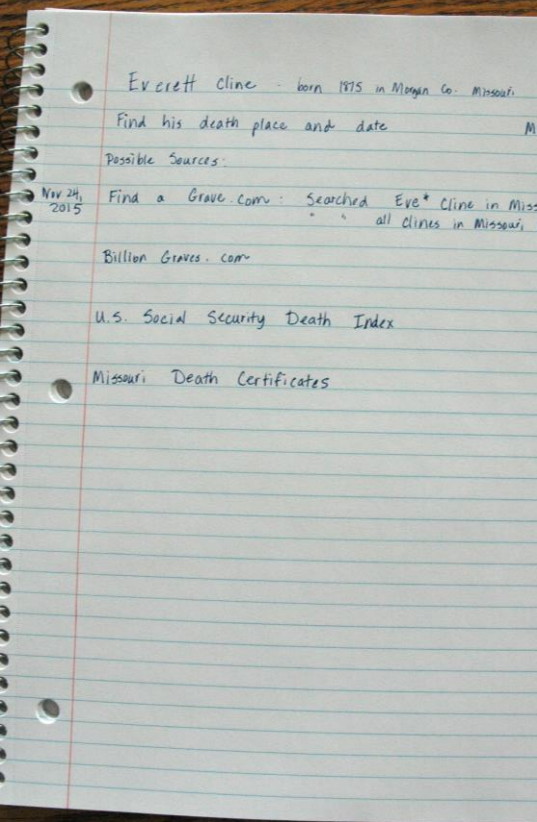 Everett Cline - born 1875 in Morgan Co. Missouri
Find his death place and date M
Possible Sources:
Nov 24, 2015 Find a Grave.com: Searched Eve* Cline in Miss
" " all Clines in Missouri
Billion Graves.com
U.S. Social Security Death Index
Missouri Death Certificates